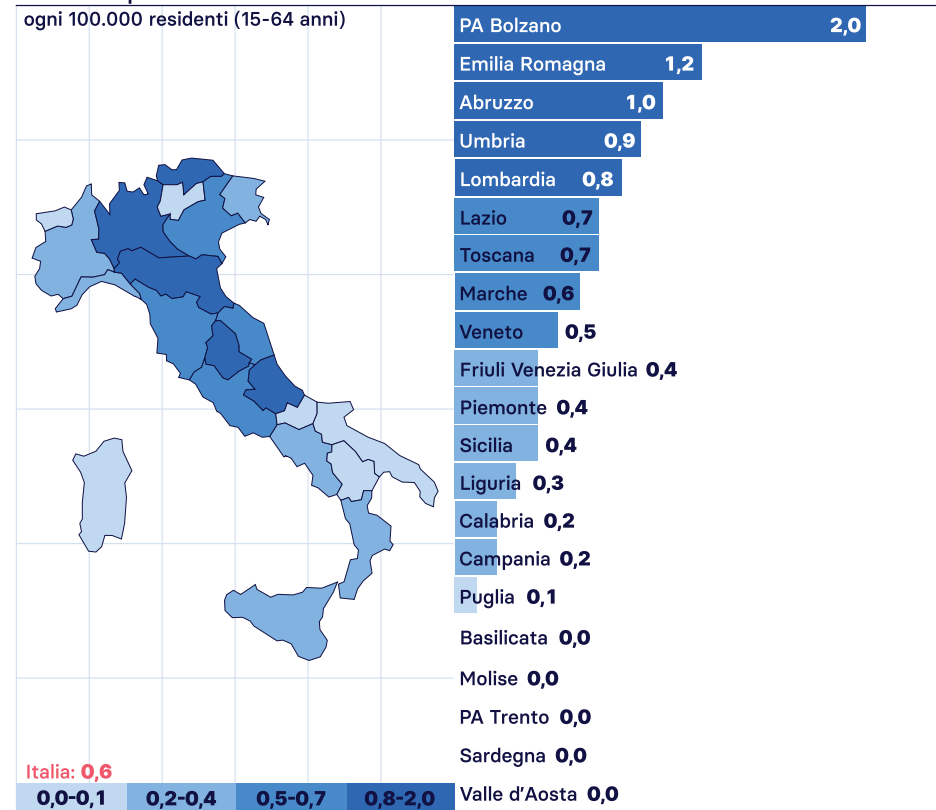 ogni 100.000 residenti (15-64 anni)
PA Bolzano 2,0
Emilia Romagna 1,2
Abruzzo 1,0
Umbria 0,9
Lombardia 0,8
Lazio 0,7
Toscana 0,7
Marche 0,6
Veneto 0,5
Friuli Venezia Giulia 0,4
Piemonte 0,4
Sicilia 0,4
Liguria 0,3
Calabria 0,2
Campania 0,2
Puglia 0,1
Basilicata 0,0
Molise 0,0
PA Trento 0,0
Sardegna 0,0
Valle d'Aosta 0,0
Italia: 0,6
0,0-0,1 0,2-0,4 0,5-0,7 0,8-2,0